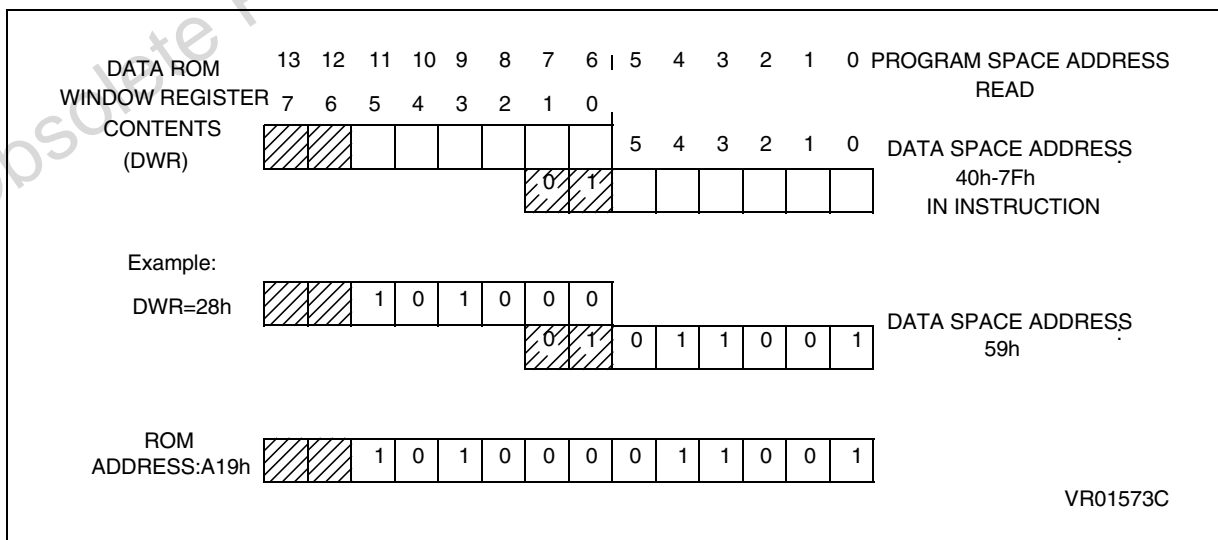 obsolete
13 12 11 10 9 8 7 6 5 4 3 2 1 0 PROGRAM SPACE ADDRESS
READ
DATA ROM
WINDOW REGISTER 7 6 5 4 3 2 1 0
CONTENTS
(DWR)
5 4 3 2 1 0 DATA SPACE ADDRESS
:
0 1
40h-7Fh
IN INSTRUCTION
Example:
DWR=28h
1 0 1 0 0 0
0 1 0 1 1 0 0 1
DATA SPACE ADDRESS
:
59h
ROM
ADDRESS:A19h
1 0 1 0 0 0 0 1 1 0 0 1
VR01573C